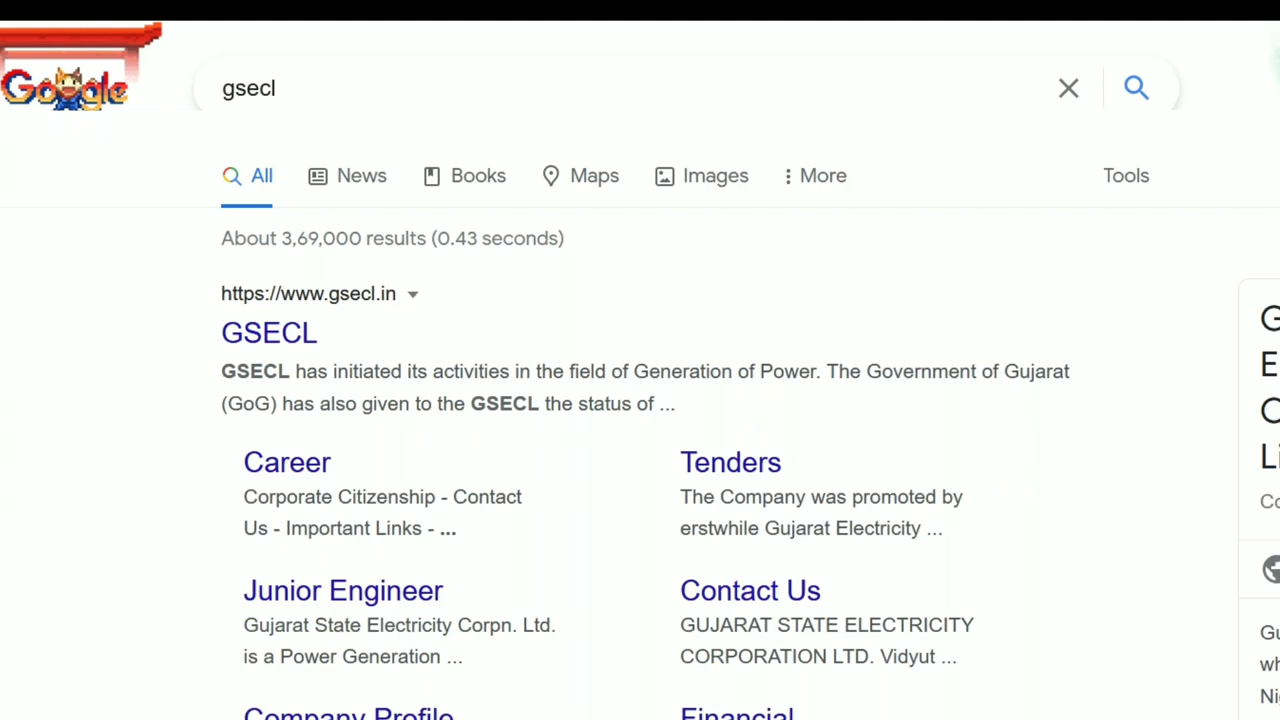 Google
gsecl
All News Books Maps Images More Tools
About 3,69,000 results (0.43 seconds)
https://www.gsecl.in
GSECL
GSECL has initiated its activities in the field of Generation of Power. The Government of Gujarat
(GoG) has also given to the GSECL the status of ...
Career
Corporate Citizenship - Contact
Us - Important Links - ...
Tenders
The Company was promoted by
erstwhile Gujarat Electricity ...
Junior Engineer
Gujarat State Electricity Corpn. Ltd.
is a Power Generation ...
Contact Us
GUJARAT STATE ELECTRICITY
CORPORATION LTD. Vidyut ...
Company Profile
Financial